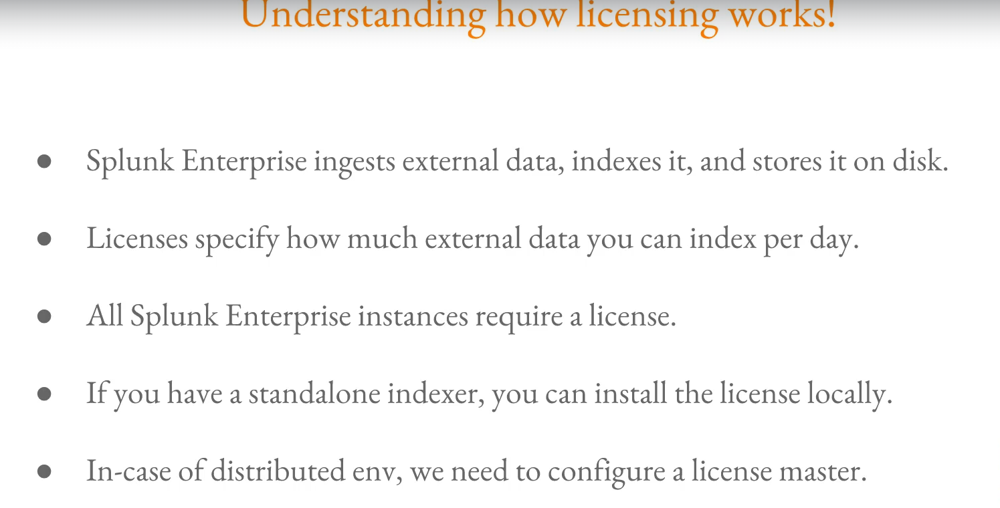 Understanding how licensing works!
● Splunk Enterprise ingests external data, indexes it, and stores it on disk.
● Licenses specify how much external data you can index per day.
● All Splunk Enterprise instances require a license.
● If you have a standalone indexer, you can install the license locally.
● In-case of distributed env, we need to configure a license master.